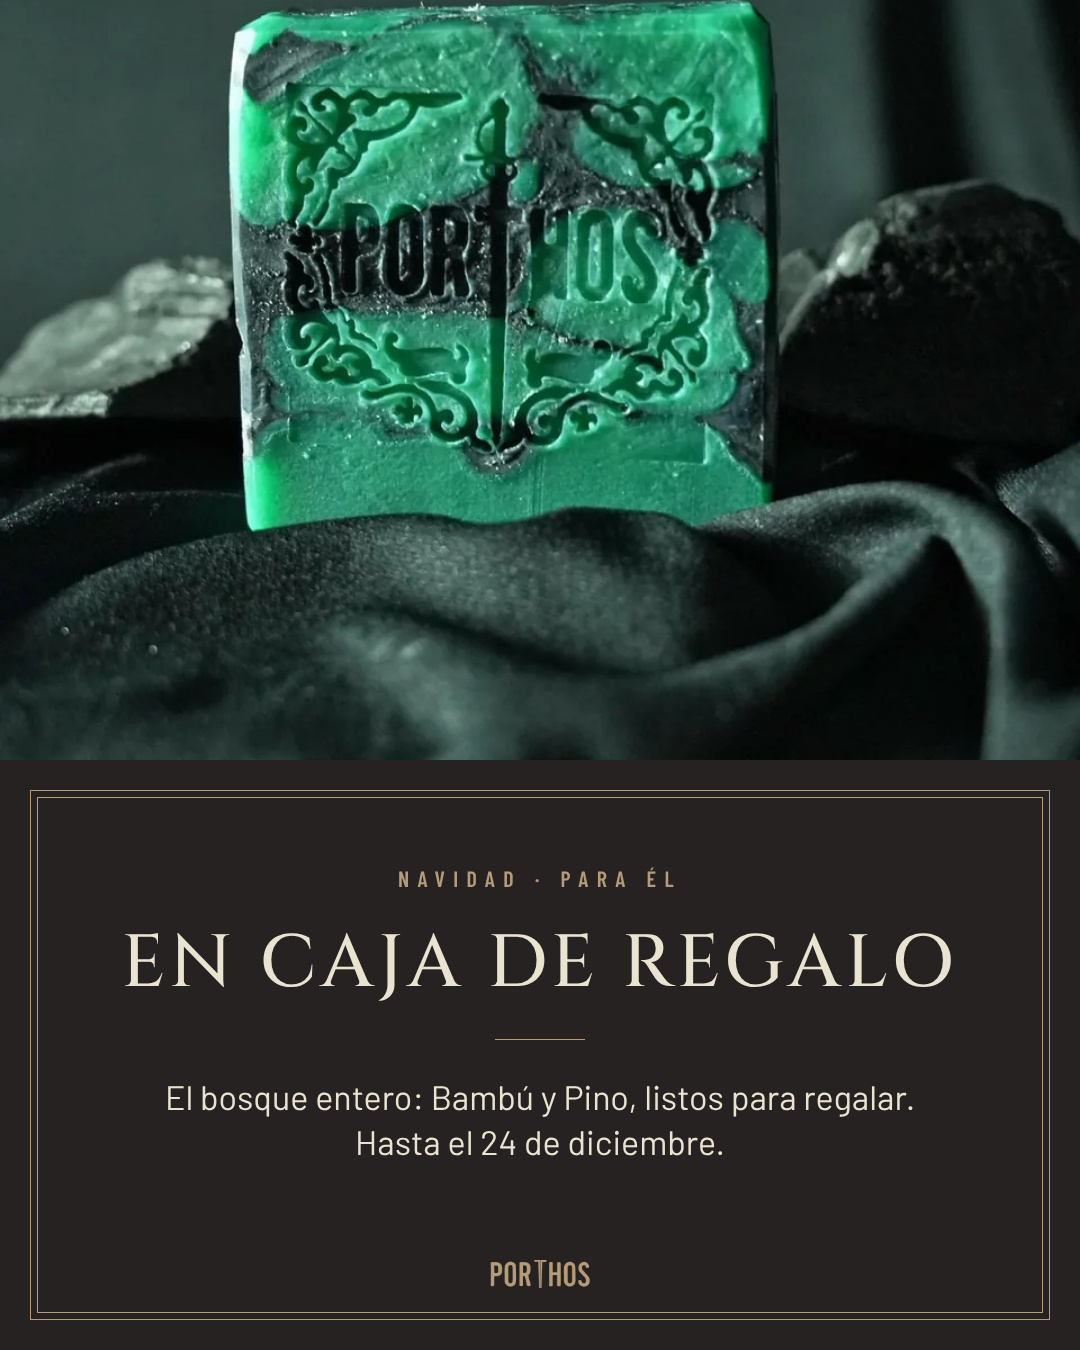 PORTHOS
NAVIDAD · PARA ÉL
EN CAJA DE REGALO
El bosque entero: Bambú y Pino, listos para regalar.
Hasta el 24 de diciembre.
PORTHOS